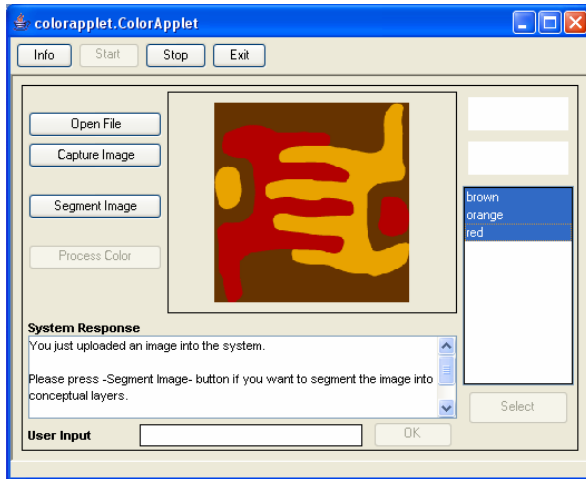 colorapplet.ColorApplet
Info Start Stop Exit
Open File
Capture Image
Segment Image
Process Color
brown
orange
red
System Response
You just uploaded an image into the system.
Please press -Segment Image- button if you want to segment the image into
conceptual layers.
Select
User Input OK